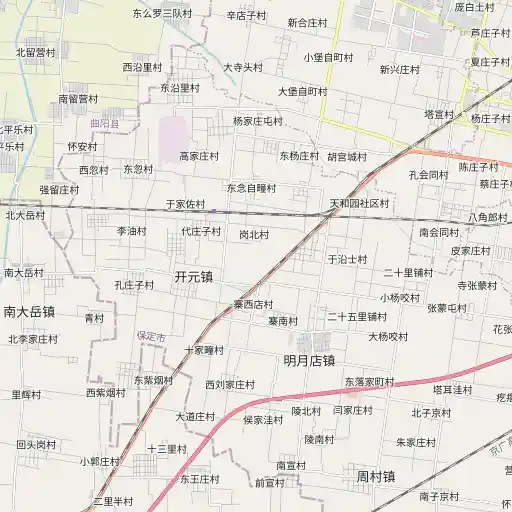 东么罗三队村
辛店子村
新合庄村
庞白土村
芦庄子村
北留营村
大寺头村
小堡自町村
夏庄子村
西沿里村
新兴庄村
东沿里村
大堡自町村
南留营村
塔宣村
杨庄子村
北平乐村
曲阳县
杨家庄屯村
平乐村
怀安村
高家庄村
东杨庄村
胡宫城村
陈庄子村
西忽村
东忽村
孔会同村
强留庄村
东念自疃村
蔡庄子村
于家佐村
天和园社区村
北大岳村
八角郎村
李油村
代庄子村
岗北村
南会同村
皮家庄村
于沿士村
南大岳村
开元镇
二十里铺村
孔庄子村
寺张蒙村
小杨咬村
南大岳镇
寨西店村
张蒙屯村
青村
寨南村
二十五里铺村
北李家庄村
保定市
大杨咬村
十家疃村
明月店镇
东紫烟村
西刘家庄村
东落家町村
塔耳洼村
里辉村
西紫烟村
大道庄村
陵北村
闫家庄村
北子京村
侯家洼村
回头岗村
十三里村
陵南村
朱家庄村
小郭庄村
南宣村
东王庄村
前宣村
周村镇
二里半村
南子京村